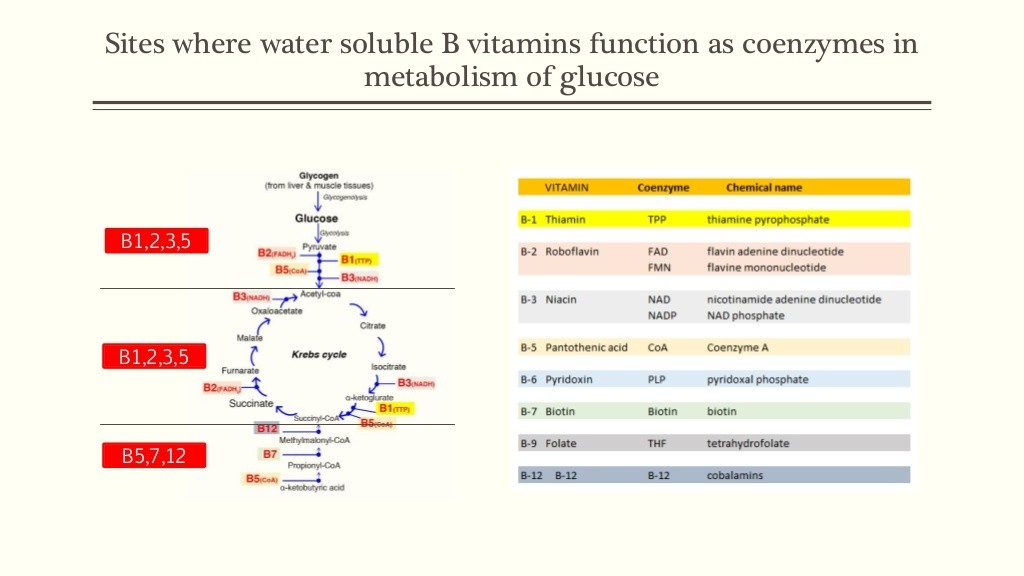 Sites where water soluble B vitamins function as coenzymes in
metabolism of glucose
B1,2,3,5
B1,2,3,5
B5,7,12
Glycogen
(from liver & muscle tissues)
Glycogenolysis
Glucose
Glycolysis
Pyruvate
B2(FADH₂)
B1(TTP)
B5(CoA)
B3(NADH)
B3(NADH)
Acetyl-coa
Oxaloacetate
Citrate
Malate
Krebs cycle
Isocitrate
Fumarate
B3(NADH)
B2(FADH₂)
α-ketoglurate
Succinate
B1(TTP)
Succinyl-CoA
B5(CoA)
B12
Methylmalonyl-CoA
B7
Propionyl-CoA
B5(CoA)
α-ketobutyric acid
VITAMIN Coenzyme Chemical name
B-1 Thiamin TPP thiamine pyrophosphate
B-2 Roboflavin FAD flavin adenine dinucleotide
FMN flavine mononucleotide
B-3 Niacin NAD nicotinamide adenine dinucleotide
NADP NAD phosphate
B-5 Pantothenic acid CoA Coenzyme A
B-6 Pyridoxin PLP pyridoxal phosphate
B-7 Biotin Biotin biotin
B-9 Folate THF tetrahydrofolate
B-12 B-12 B-12 cobalamins